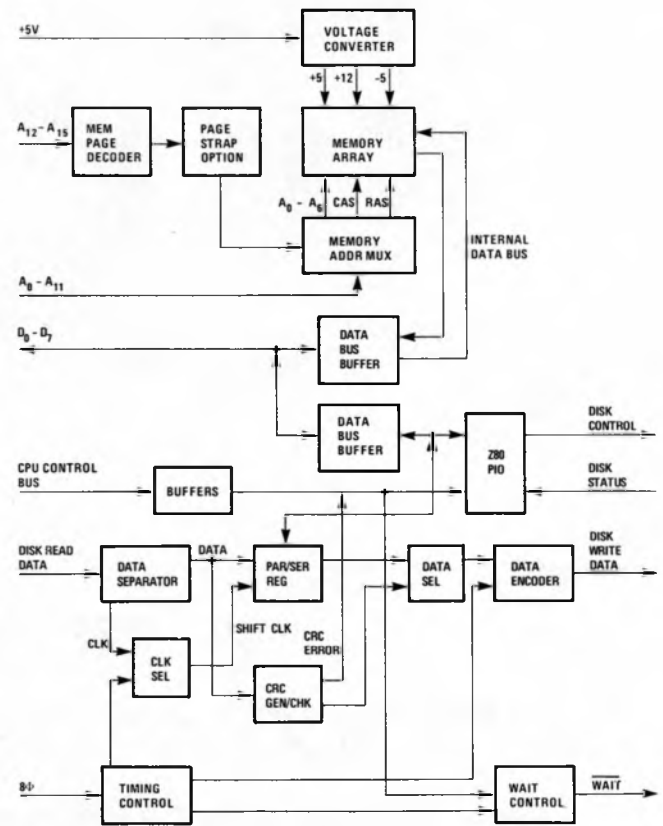 +5V
VOLTAGE
CONVERTER
+5 +12 -5
A12 - A15
MEM
PAGE
DECODER
PAGE
STRAP
OPTION
MEMORY
ARRAY
A0 - A6 CAS RAS
MEMORY
ADDR MUX
INTERNAL
DATA BUS
A0 - A11
D0 - D7
DATA
BUS
BUFFER
DATA
BUS
BUFFER
Z80
PIO
DISK
CONTROL
CPU CONTROL
BUS
BUFFERS
DISK
STATUS
DISK READ
DATA
DATA
SEPARATOR
DATA
PAR/SER
REG
DATA
SEL
DATA
ENCODER
DISK
WRITE
DATA
CLK
CLK
SEL
SHIFT CLK
CRC
ERROR
CRC
GEN/CHK
8Φ
TIMING
CONTROL
WAIT
CONTROL
WAIT